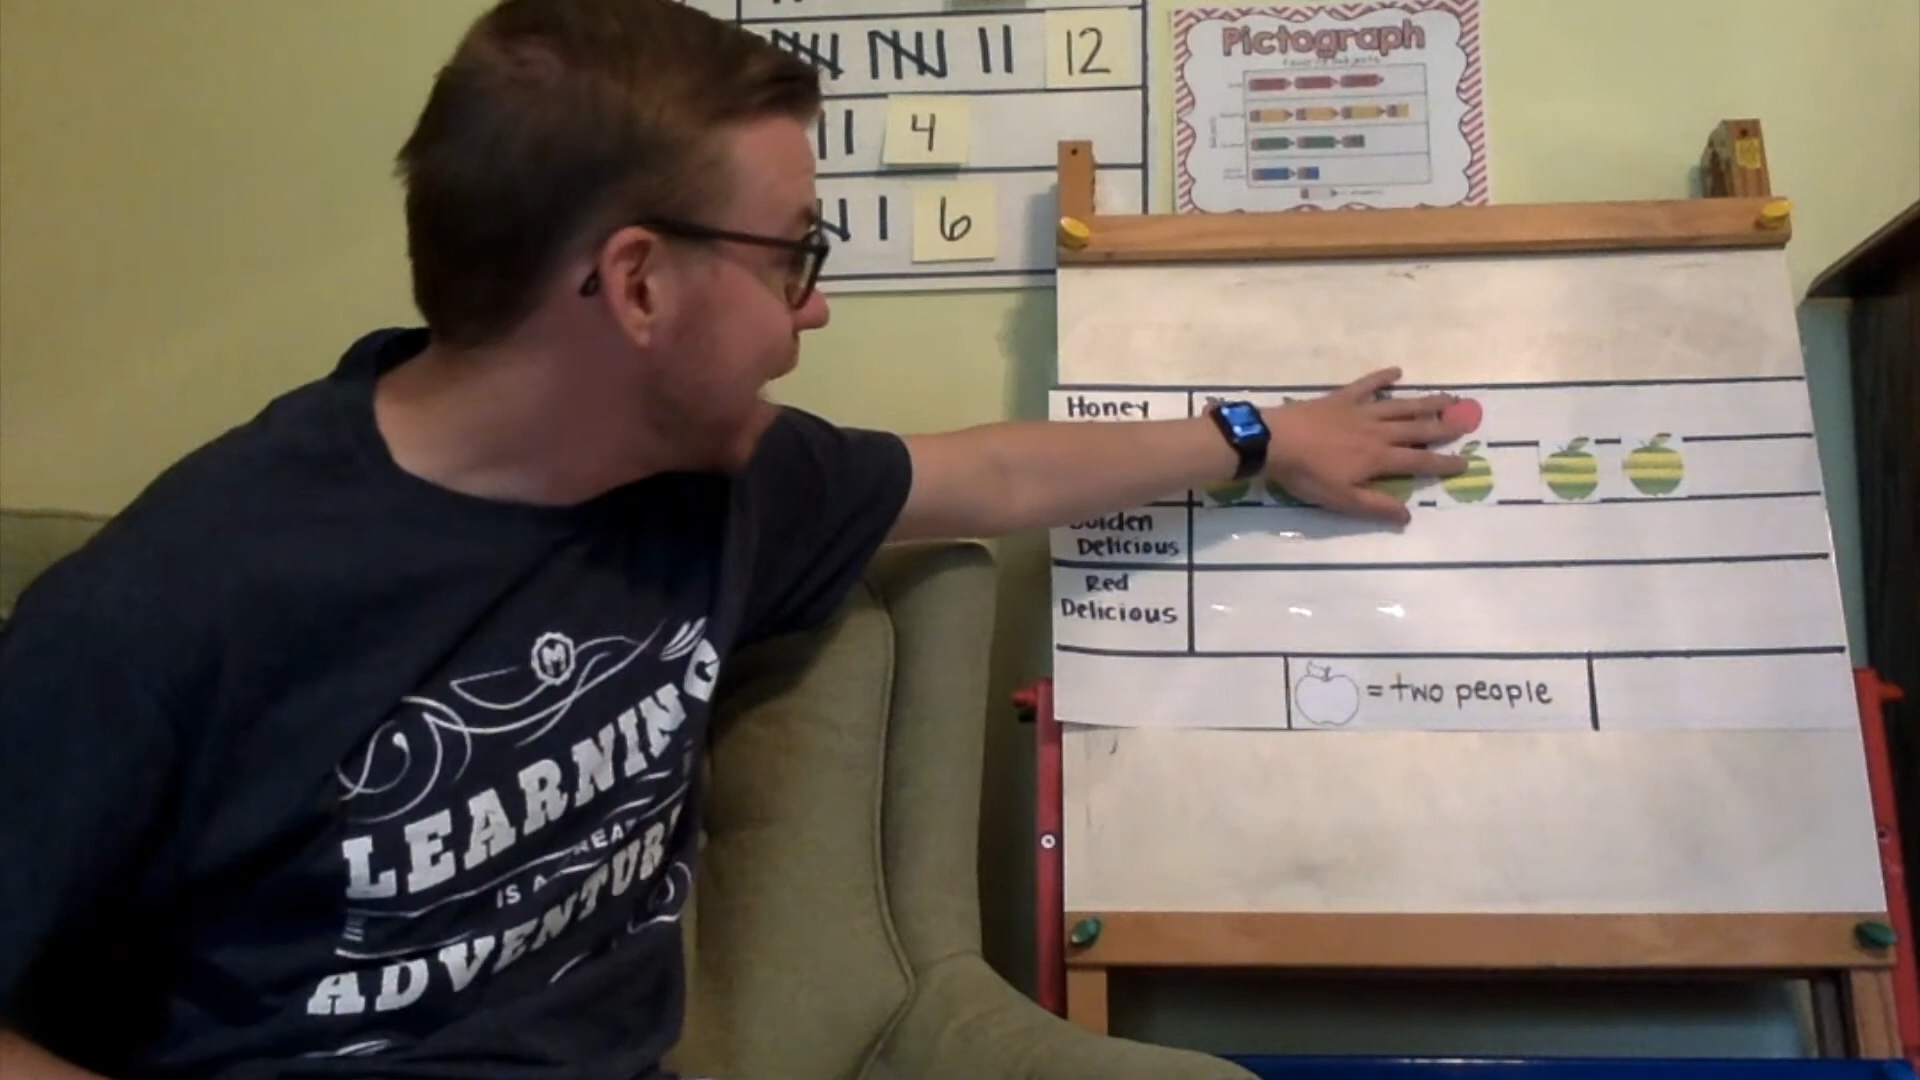 12
Pictograph
4
6
Honey
Golden
Delicious
Red
Delicious
= two people
M
LEARNING
IS A
ADVENTURE